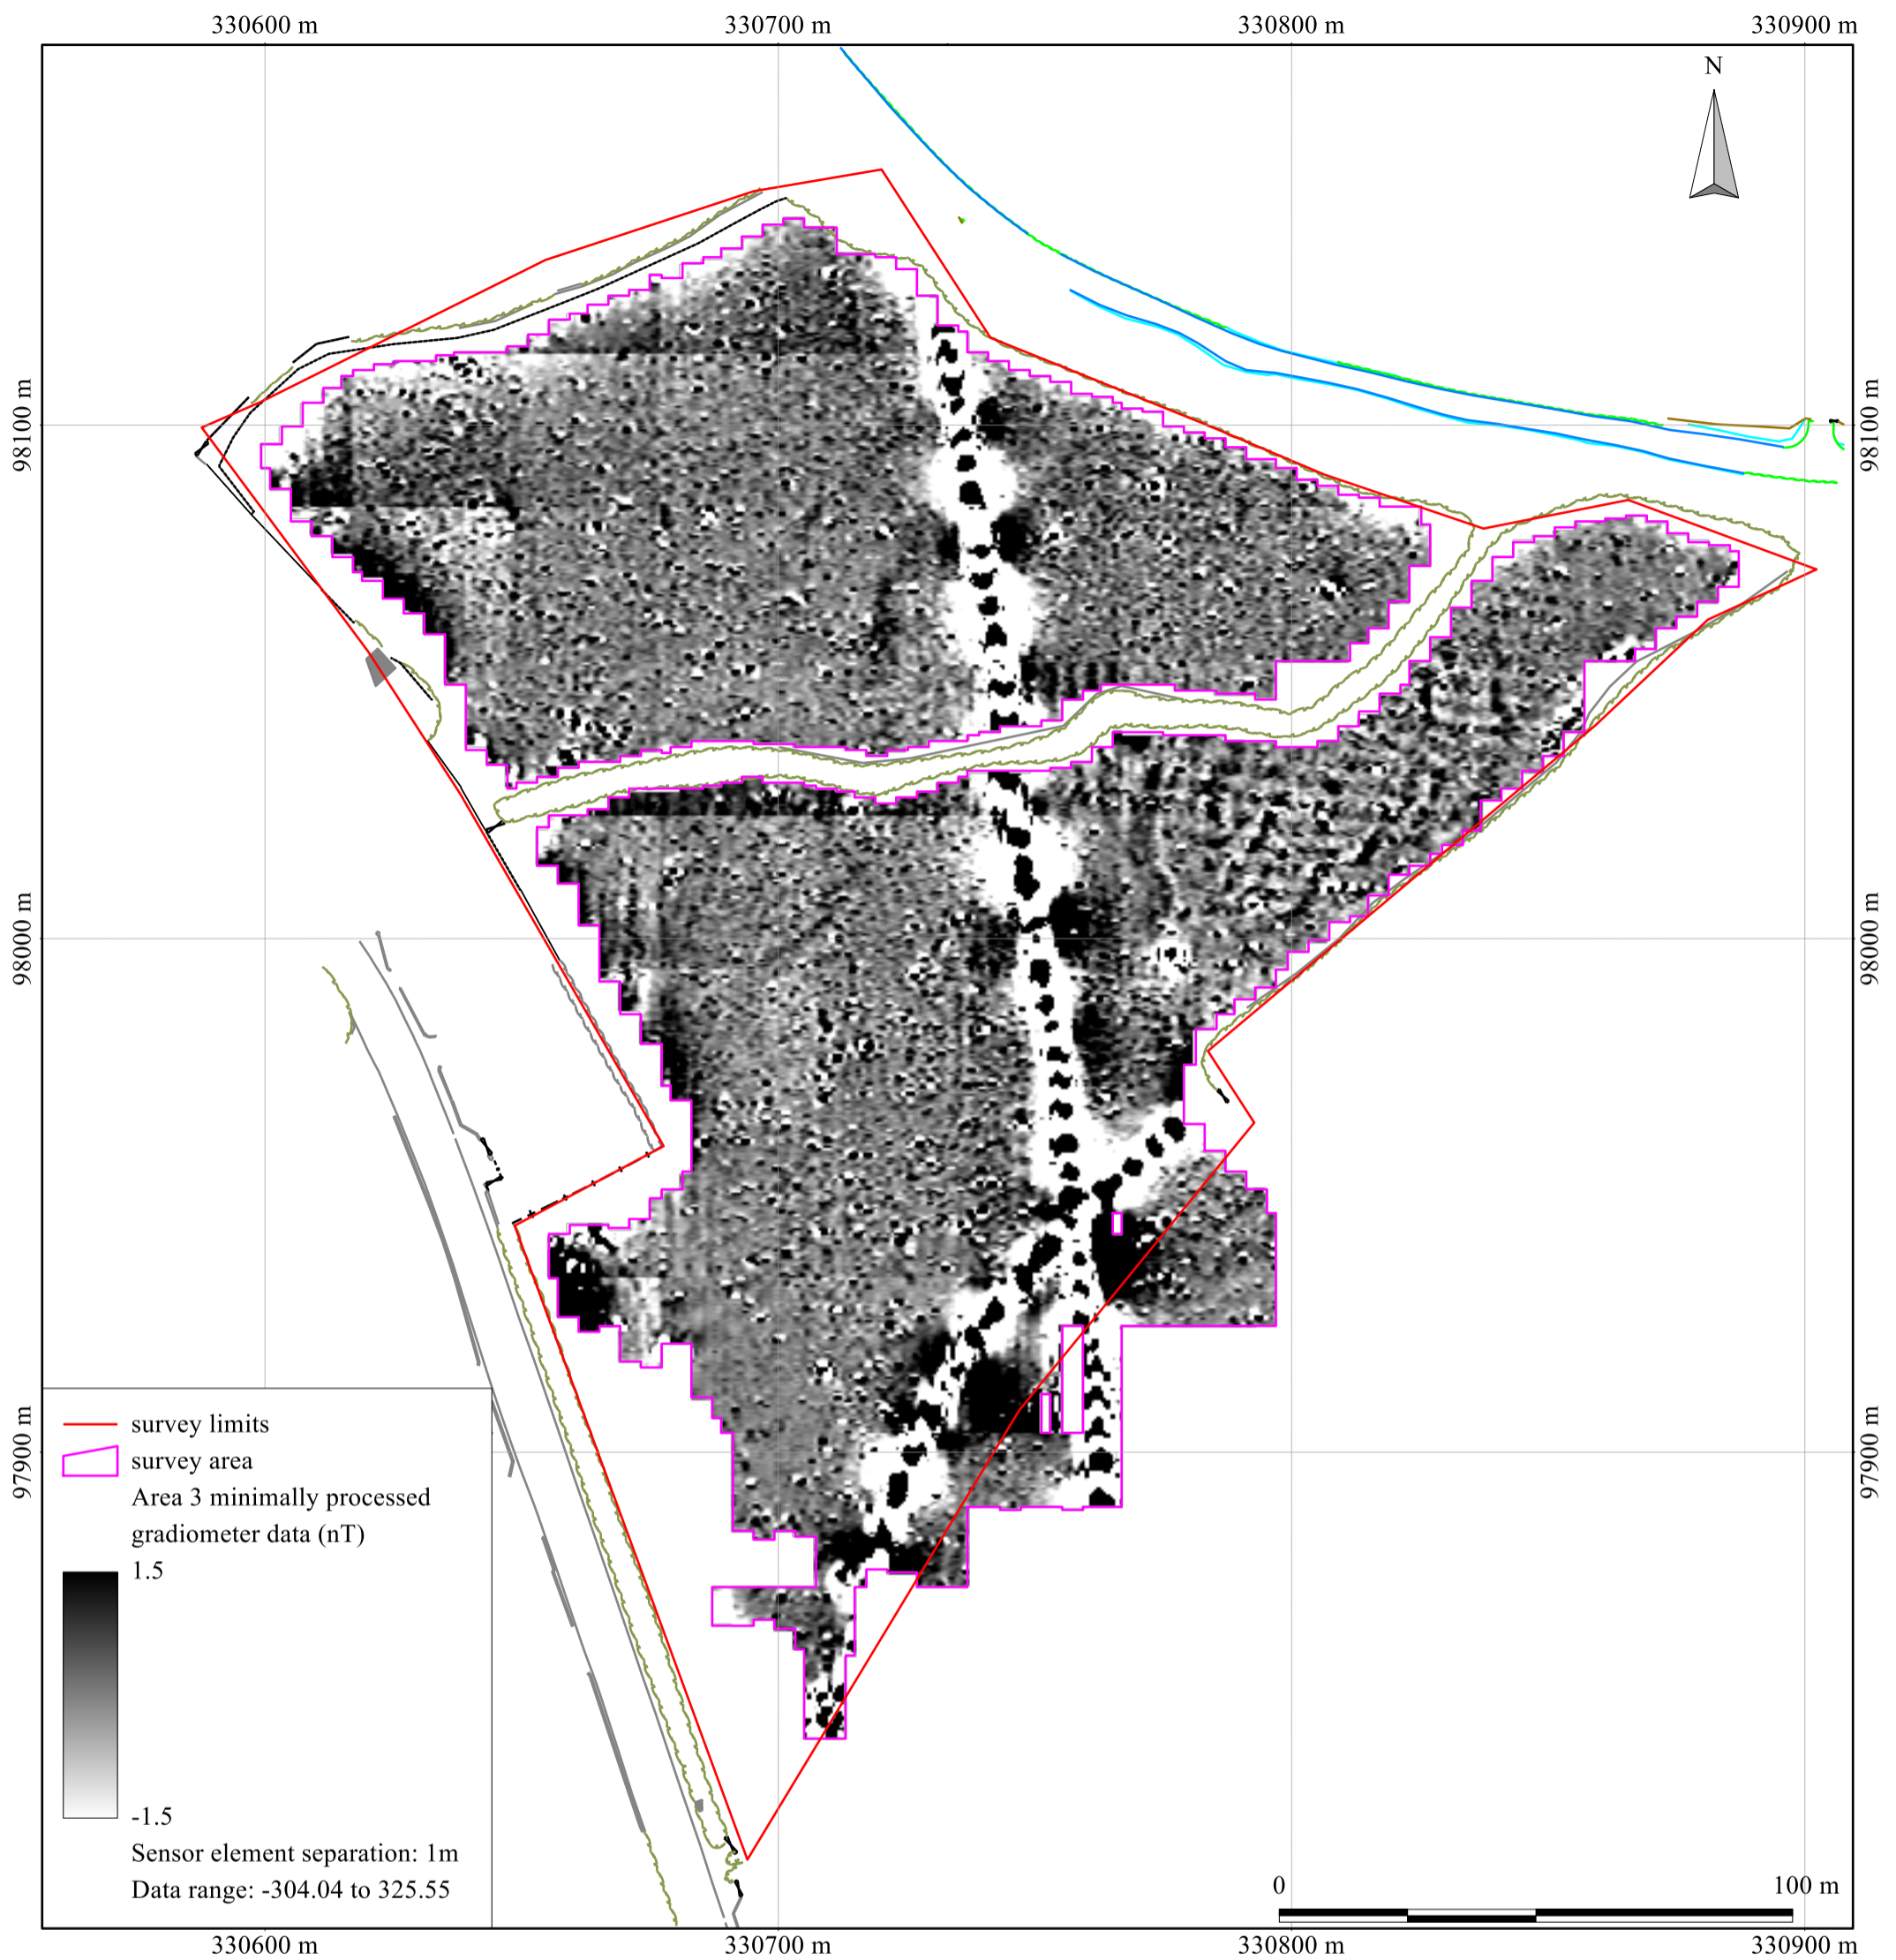 330600 m
330700 m
330800 m
330900 m
N
98100 m
98100 m
98000 m
98000 m
97900 m
97900 m
survey limits
survey area
Area 3 minimally processed
gradiometer data (nT)
1.5
-1.5
Sensor element separation: 1m
Data range: -304.04 to 325.55
0
100 m
330600 m
330700 m
330800 m
330900 m